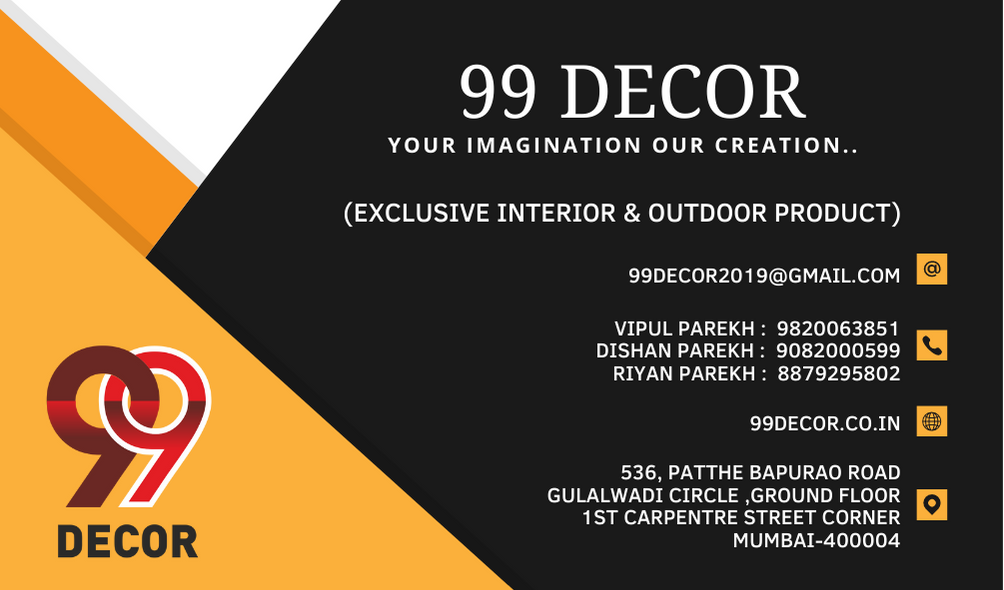 99 DECOR
YOUR IMAGINATION OUR CREATION..
(EXCLUSIVE INTERIOR & OUTDOOR PRODUCT)
99DECOR2019@GMAIL.COM
@
VIPUL PAREKH : 9820063851
DISHAN PAREKH : 9082000599
RIYAN PAREKH : 8879295802
99DECOR.CO.IN
536, PATTHE BAPURAO ROAD
GULALWADI CIRCLE ,GROUND FLOOR
1ST CARPENTRE STREET CORNER
MUMBAI-400004
99
DECOR